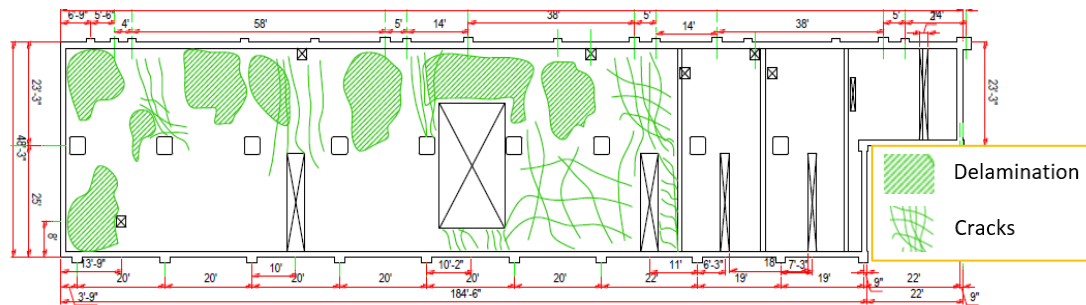 6'-9" 5'-6" 4' 58' 5' 14' 38' 5' 14' 38' 5' 2' 24'
23'-3"
48'-3"
25'
8'
23'-3"
Delamination
Cracks
13'-9" 10' 10'-2" 11' 6'-3" 18' 7'-3"
20' 20' 20' 20' 20' 20' 22' 19' 19' 9" 22'
3'-9" 184'-6" 22' 9"